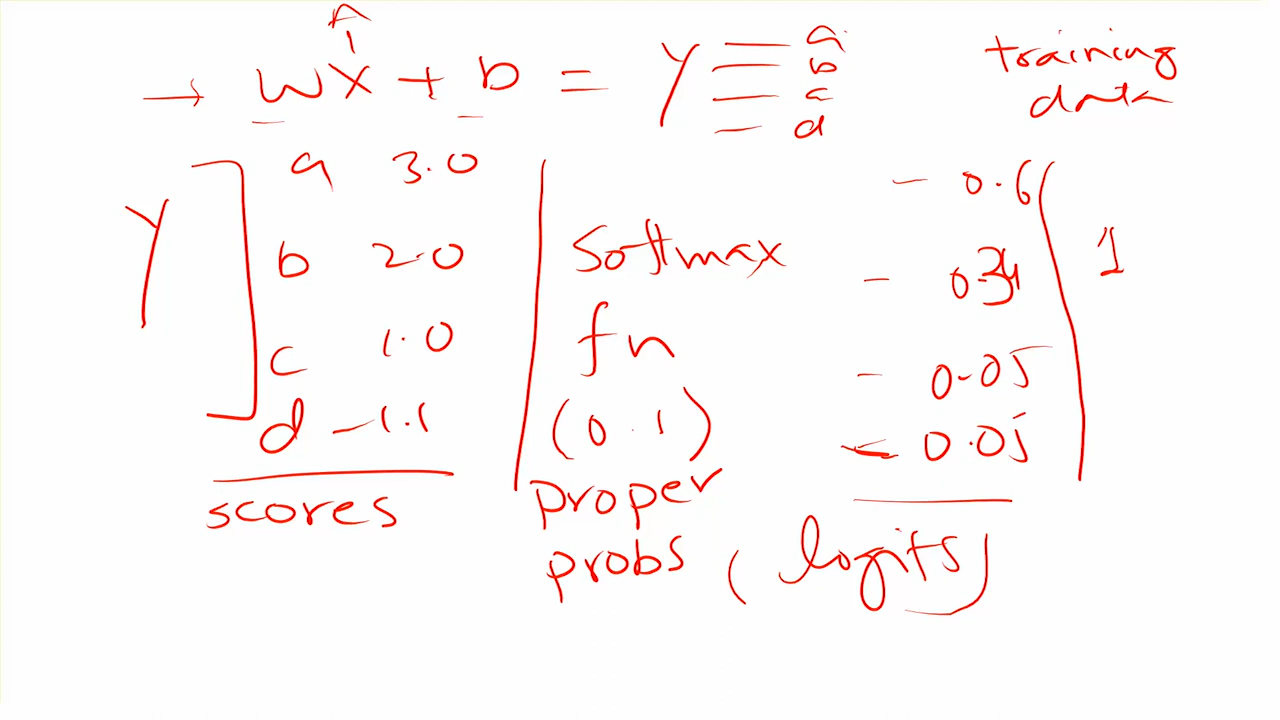 → WX + b = Y
a
b
c
d
training
data
Y
a 3.0
b 2.0
c 1.0
d -1.1
scores
Softmax
fn
(0.1)
proper
probs (logits)
- 0.6
- 0.34
- 0.05
- 0.05
1